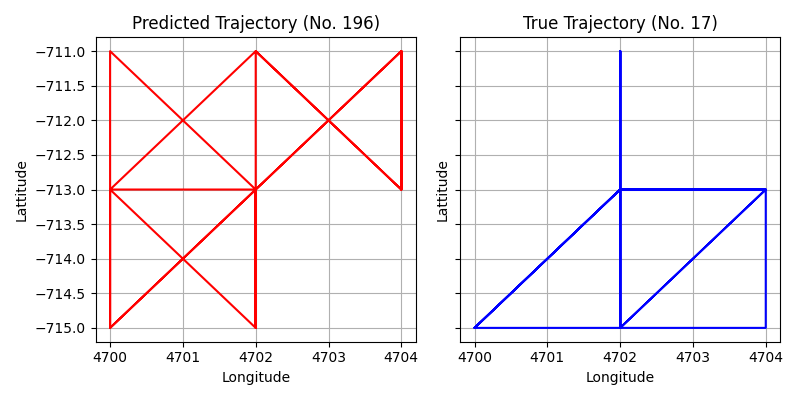 Predicted Trajectory (No. 196)
True Trajectory (No. 17)
Lattitude
−711.0
−711.5
−712.0
−712.5
−713.0
−713.5
−714.0
−714.5
−715.0
4700 4701 4702 4703 4704
Longitude
Lattitude
4700 4701 4702 4703 4704
Longitude